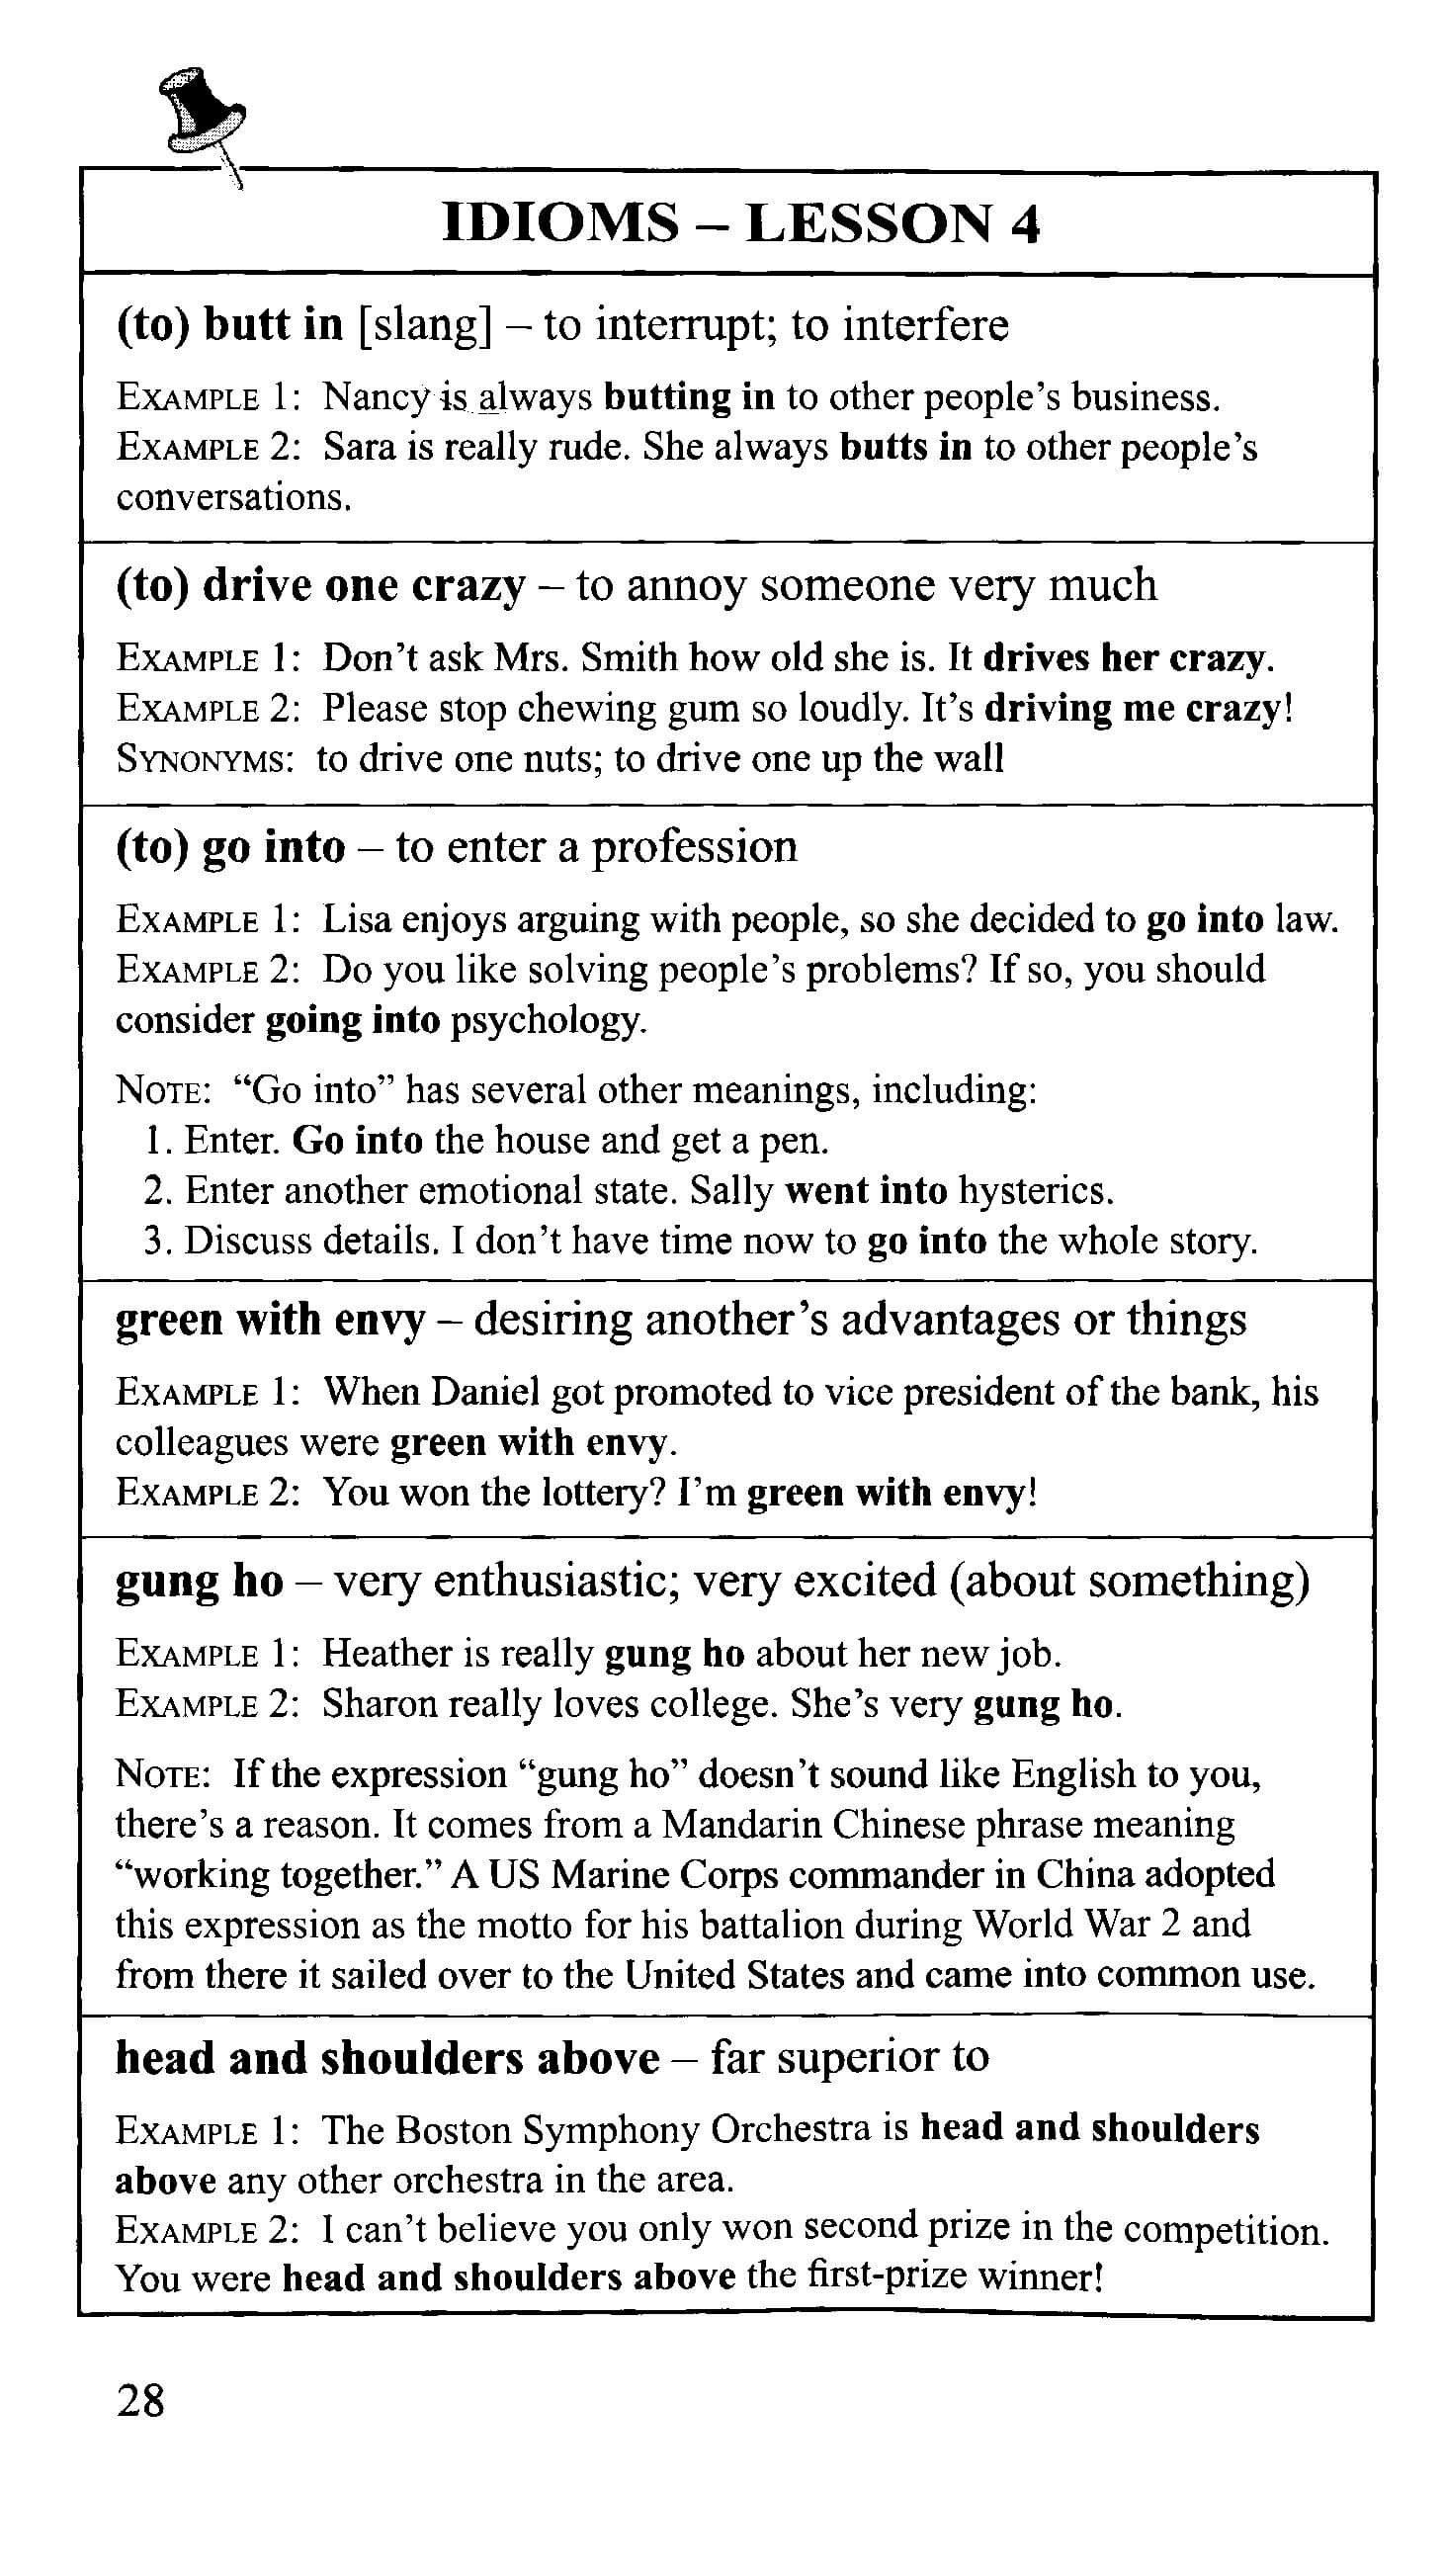 IDIOMS – LESSON 4
(to) butt in [slang] – to interrupt; to interfere
EXAMPLE 1: Nancy is always butting in to other people's business.
EXAMPLE 2: Sara is really rude. She always butts in to other people's
conversations.
(to) drive one crazy – to annoy someone very much
EXAMPLE 1: Don't ask Mrs. Smith how old she is. It drives her crazy.
EXAMPLE 2: Please stop chewing gum so loudly. It's driving me crazy!
SYNONYMS: to drive one nuts; to drive one up the wall
(to) go into – to enter a profession
EXAMPLE 1: Lisa enjoys arguing with people, so she decided to go into law.
EXAMPLE 2: Do you like solving people's problems? If so, you should
consider going into psychology.
NOTE: "Go into" has several other meanings, including:
1. Enter. Go into the house and get a pen.
2. Enter another emotional state. Sally went into hysterics.
3. Discuss details. I don't have time now to go into the whole story.
green with envy – desiring another's advantages or things
EXAMPLE 1: When Daniel got promoted to vice president of the bank, his
colleagues were green with envy.
EXAMPLE 2: You won the lottery? I'm green with envy!
gung ho – very enthusiastic; very excited (about something)
EXAMPLE 1: Heather is really gung ho about her new job.
EXAMPLE 2: Sharon really loves college. She's very gung ho.
NOTE: If the expression "gung ho" doesn't sound like English to you,
there's a reason. It comes from a Mandarin Chinese phrase meaning
"working together." A US Marine Corps commander in China adopted
this expression as the motto for his battalion during World War 2 and
from there it sailed over to the United States and came into common use.
head and shoulders above – far superior to
EXAMPLE 1: The Boston Symphony Orchestra is head and shoulders
above any other orchestra in the area.
EXAMPLE 2: I can't believe you only won second prize in the competition.
You were head and shoulders above the first-prize winner!
28